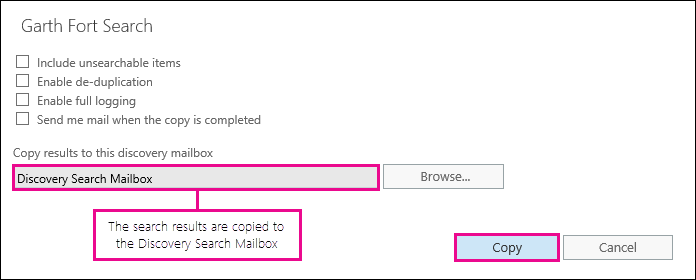 Garth Fort Search
Include unsearchable items
Enable de-duplication
Enable full logging
Send me mail when the copy is completed
Copy results to this discovery mailbox
Discovery Search Mailbox
Browse...
The search results are copied to
the Discovery Search Mailbox
Copy
Cancel